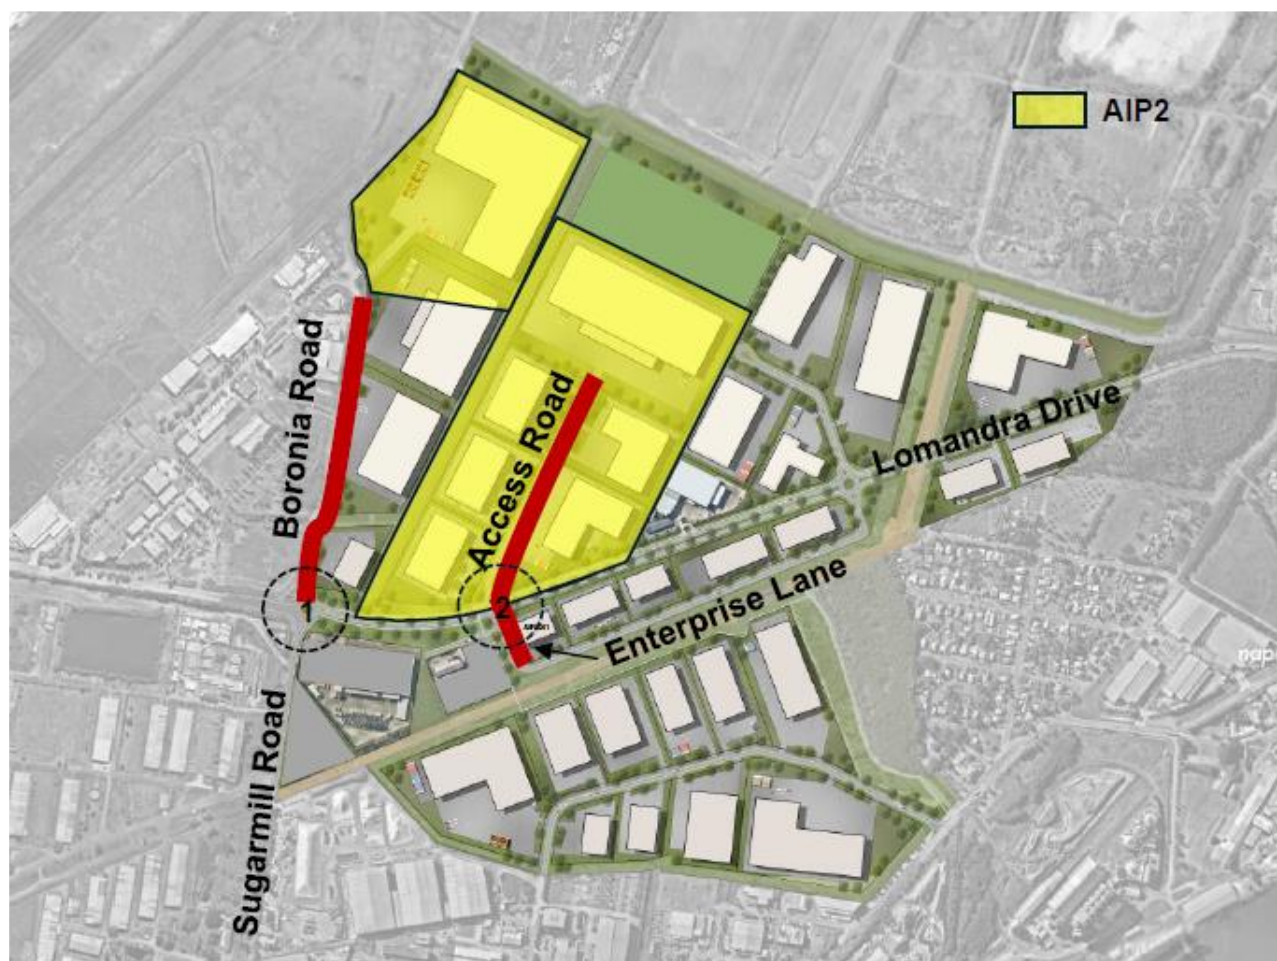 AIP2
Boronia Road
Access Road
Lomandra Drive
1
2
Enterprise Lane
Sugarmill Road